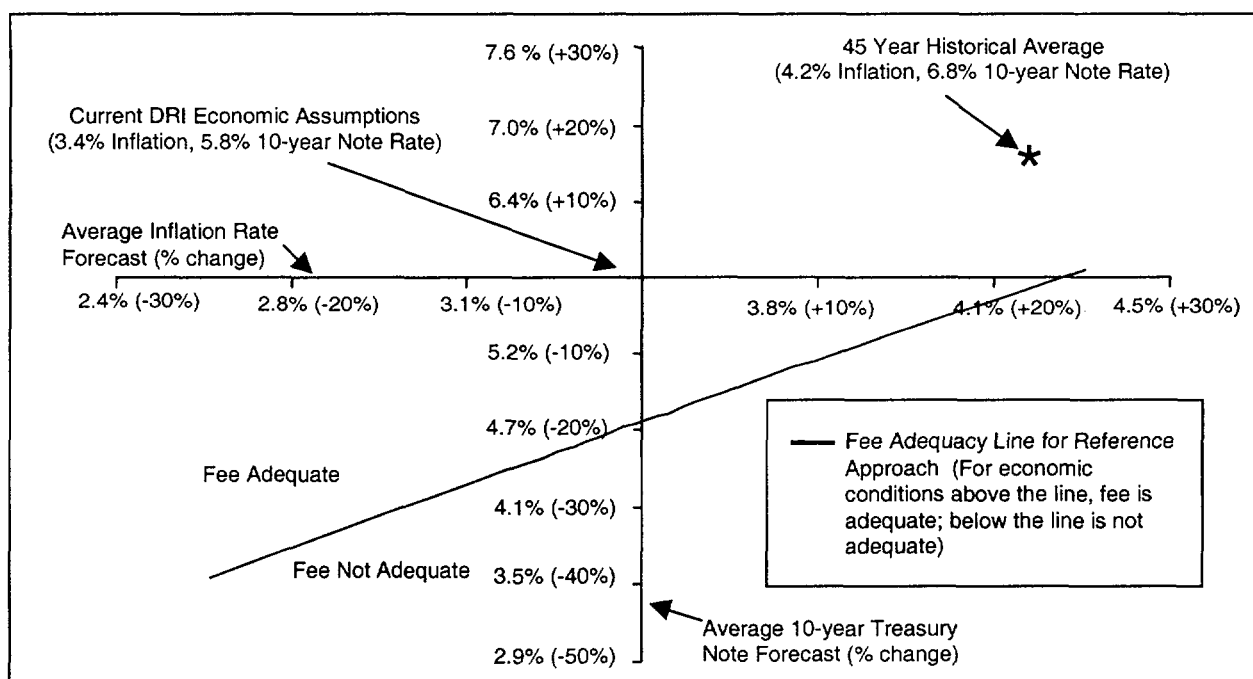 7.6 % (+30%)
45 Year Historical Average
(4.2% Inflation, 6.8% 10-year Note Rate)
Current DRI Economic Assumptions
(3.4% Inflation, 5.8% 10-year Note Rate)
7.0% (+20%)
*
6.4% (+10%)
Average Inflation Rate
Forecast (% change)
2.4% (-30%)
2.8% (-20%)
3.1% (-10%)
3.8% (+10%)
4.1% (+20%)
4.5% (+30%)
5.2% (-10%)
4.7% (-20%)
Fee Adequate
4.1% (-30%)
Fee Not Adequate
3.5% (-40%)
Fee Adequacy Line for Reference
Approach (For economic
conditions above the line, fee is
adequate; below the line is not
adequate)
Average 10-year Treasury
Note Forecast (% change)
2.9% (-50%)